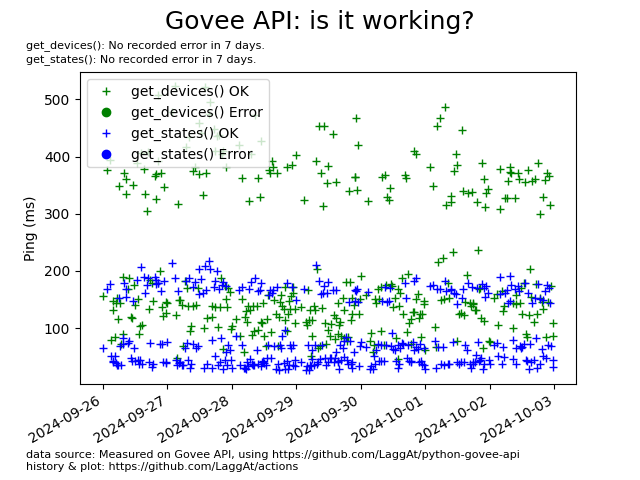 Govee API: is it working?
get_devices(): No recorded error in 7 days.
get_states(): No recorded error in 7 days.
get_devices() OK
get_devices() Error
get_states() OK
get_states() Error
500
400
300
200
100
Ping (ms)
2024-09-26
2024-09-27
2024-09-28
2024-09-29
2024-09-30
2024-10-01
2024-10-02
2024-10-03
data source: Measured on Govee API, using https://github.com/LaggAt/python-govee-api
history & plot: https://github.com/LaggAt/actions